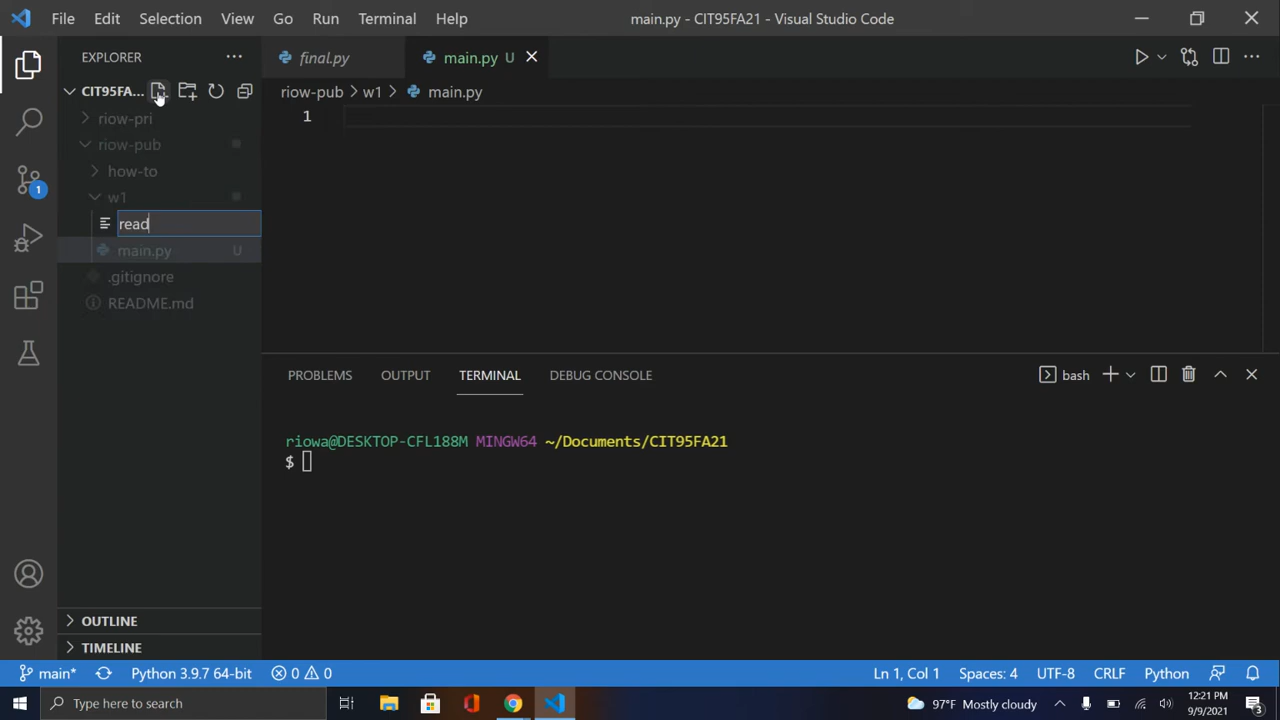 File Edit Selection View Go Run Terminal Help main.py - CIT95FA21 - Visual Studio Code
EXPLORER
final.py main.py U
CIT95FA...
riow-pub > w1 > main.py
riow-pri
1
riow-pub
how-to
w1
read
main.py U
.gitignore
README.md
PROBLEMS OUTPUT TERMINAL DEBUG CONSOLE bash
riowa@DESKTOP-CFL188M MINGW64 ~/Documents/CIT95FA21
$
1
OUTLINE
TIMELINE
main* Python 3.9.7 64-bit 0 0 Ln 1, Col 1 Spaces: 4 UTF-8 CRLF Python
Type here to search 97°F Mostly cloudy 12:21 PM
9/9/2021 3